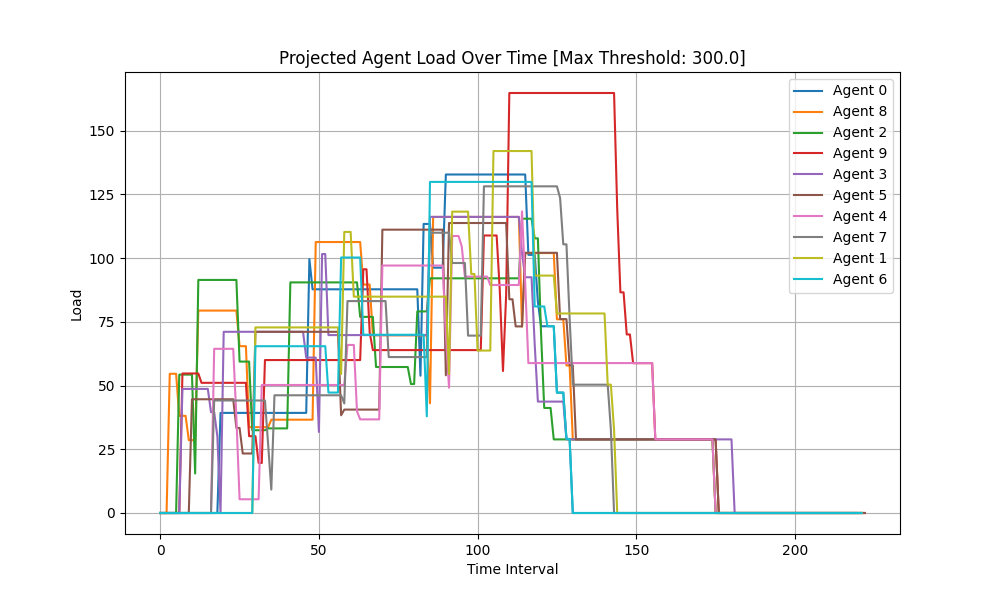 Projected Agent Load Over Time [Max Threshold: 300.0]
Load
150
125
100
75
50
25
0
0 50 100 150 200
Time Interval
Agent 0
Agent 8
Agent 2
Agent 9
Agent 3
Agent 5
Agent 4
Agent 7
Agent 1
Agent 6